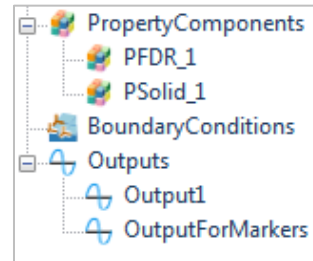 PropertyComponents
PFDR_1
PSolid_1
BoundaryConditions
Outputs
Output1
OutputForMarkers